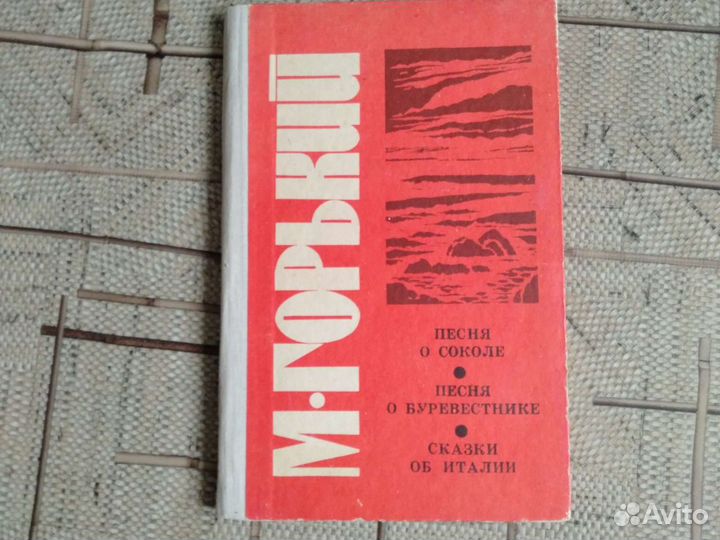 М·ГОРЬКИЙ
ПЕСНЯ
О СОКОЛЕ
ПЕСНЯ
О БУРЕВЕСТНИКЕ
СКАЗКИ
ОБ ИТАЛИИ
Avito